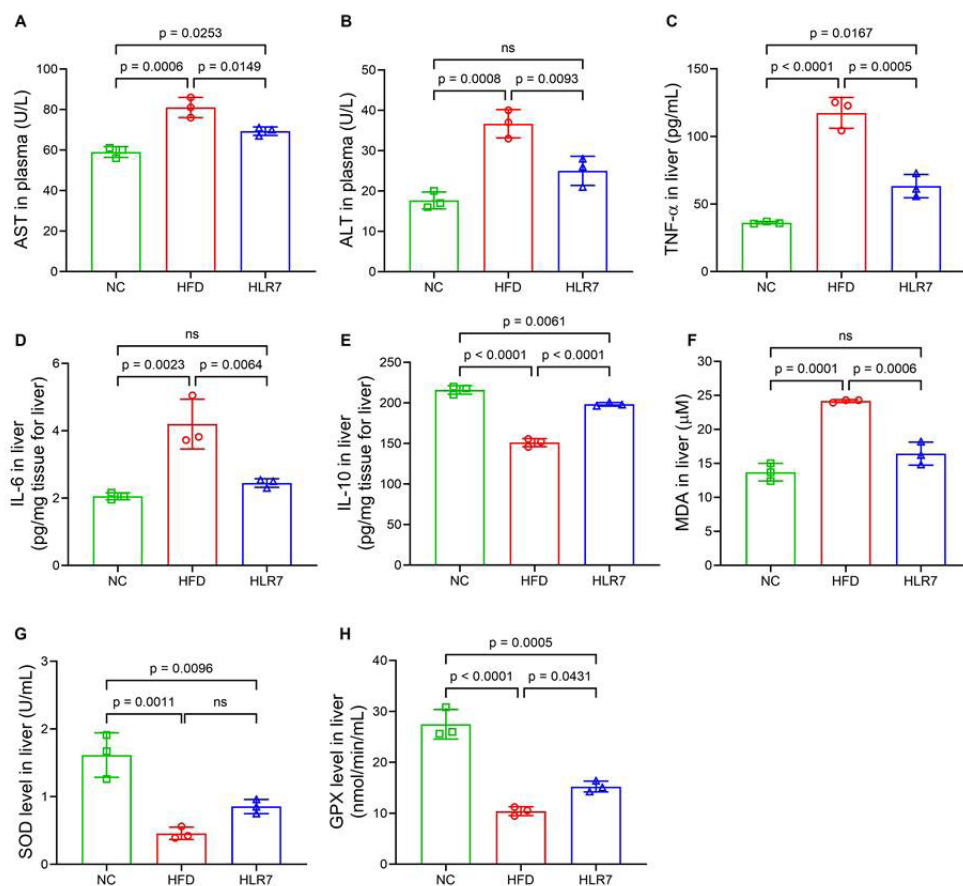 A
p = 0.0253
p = 0.0006
p = 0.0149
AST in plasma (U/L)
100
80
60
40
20
0
NC
HFD
HLR7
B
ns
p = 0.0008
p = 0.0093
ALT in plasma (U/L)
50
40
30
20
10
0
NC
HFD
HLR7
C
p = 0.0167
p < 0.0001
p = 0.0005
TNF-α in liver (pg/mL)
150
100
50
0
NC
HFD
HLR7
D
ns
p = 0.0023
p = 0.0064
IL-6 in liver
(pg/mg tissue for liver)
6
4
2
0
NC
HFD
HLR7
E
p = 0.0061
p < 0.0001
p < 0.0001
IL-10 in liver
(pg/mg tissue for liver)
250
200
150
100
50
0
NC
HFD
HLR7
F
ns
p = 0.0001
p = 0.0006
MDA in liver (μM)
30
25
20
15
10
5
0
NC
HFD
HLR7
G
p = 0.0096
p = 0.0011
ns
SOD level in liver (U/mL)
3
2
1
0
NC
HFD
HLR7
H
p = 0.0005
p < 0.0001
p = 0.0431
GPX level in liver
(nmol/min/mL)
40
30
20
10
0
NC
HFD
HLR7